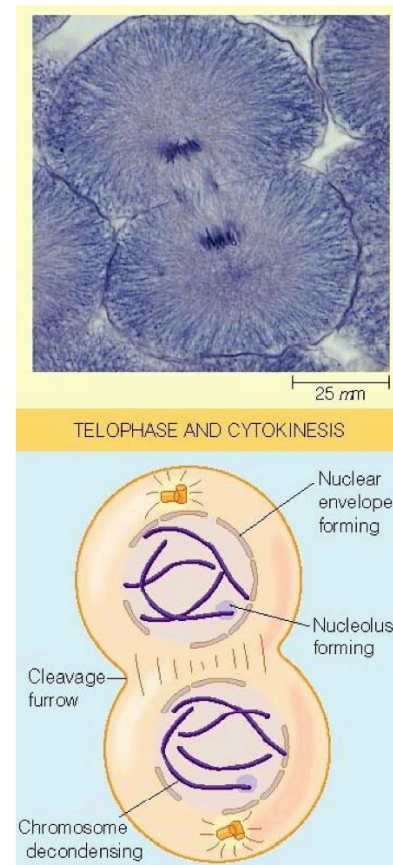 25 mm
TELOPHASE AND CYTOKINESIS
Nuclear
envelope
forming
Nucleolus
forming
Cleavage
furrow
Chromosome
decondensing